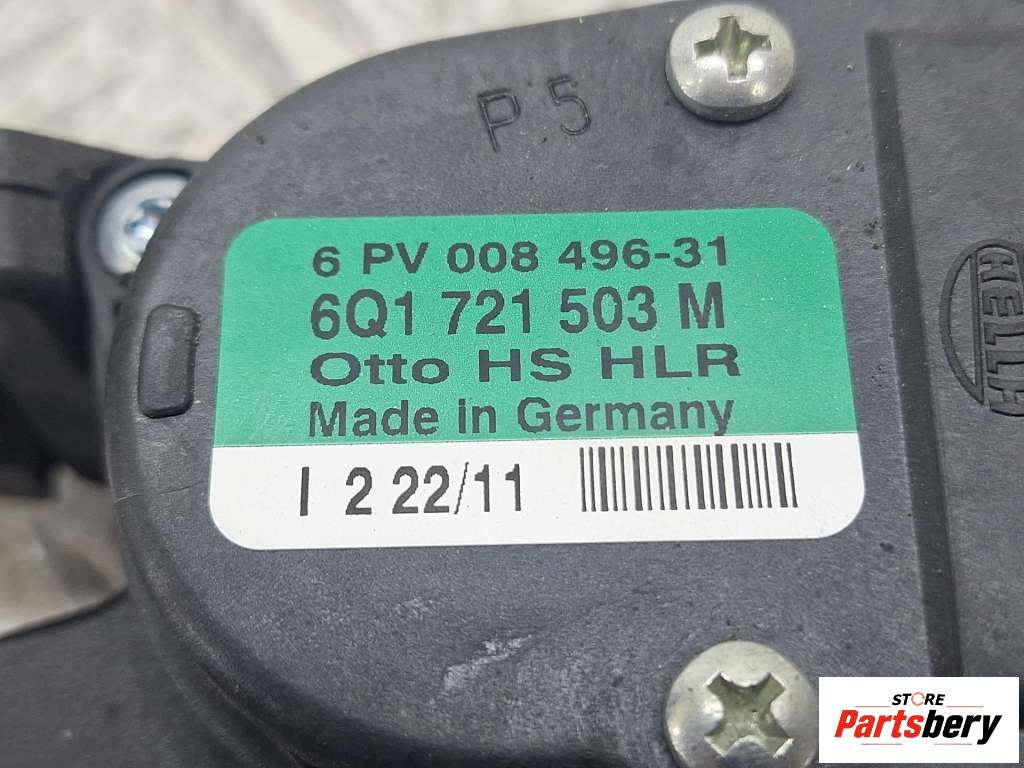 P.5
6 PV 008 496-31
6Q1 721 503 M
Otto HS HLR
Made in Germany
I 2 22/11
HELLA
STORE
Partsbery